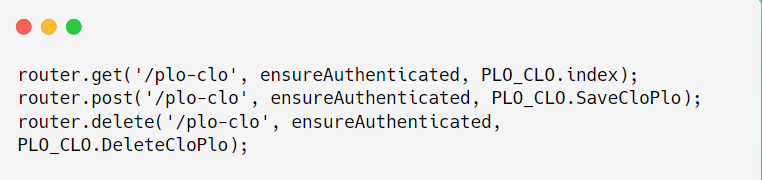 router.get('/plo-clo', ensureAuthenticated, PLO_CLO.index);
router.post('/plo-clo', ensureAuthenticated, PLO_CLO.SaveCloPlo);
router.delete('/plo-clo', ensureAuthenticated,
PLO_CLO.DeleteCloPlo);